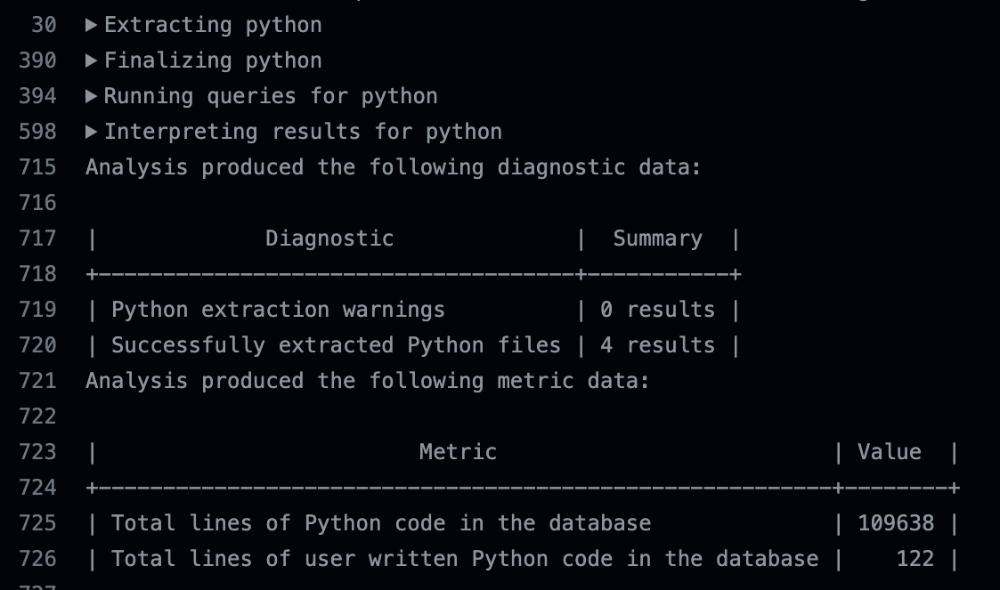 30 ▶ Extracting python
390 ▶ Finalizing python
394 ▶ Running queries for python
598 ▶ Interpreting results for python
715 Analysis produced the following diagnostic data:
716
717 |             Diagnostic              |  Summary  |
718 +-------------------------------------+-----------+
719 | Python extraction warnings          | 0 results |
720 | Successfully extracted Python files | 4 results |
721 Analysis produced the following metric data:
722
723 |                         Metric                          | Value  |
724 +---------------------------------------------------------+--------+
725 | Total lines of Python code in the database              | 109638 |
726 | Total lines of user written Python code in the database |    122 |